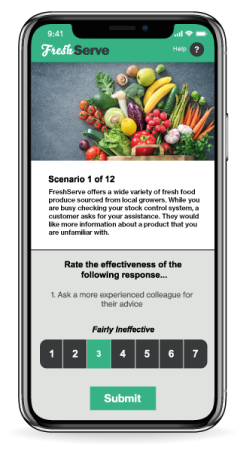 9:41
FreshServe
Help ?
Scenario 1 of 12
FreshServe offers a wide variety of fresh food
produce sourced from local growers. While you
are busy checking your stock control system, a
customer asks for your assistance. They would
like more information about a product that you
are unfamiliar with.
Rate the effectiveness of the
following response...
1. Ask a more experienced colleague for
their advice
Fairly Ineffective
1 2 3 4 5 6 7
Submit